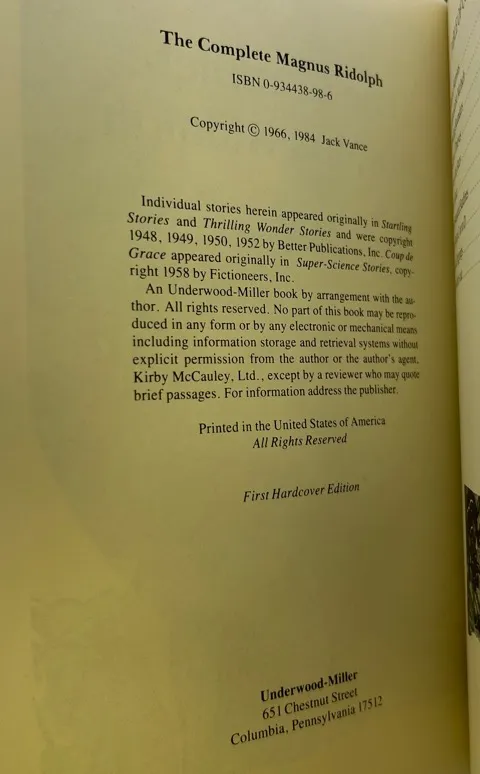 The Complete Magnus Ridolph
ISBN 0-934438-98-6
Copyright © 1966, 1984 Jack Vance
Individual stories herein appeared originally in Startling
Stories and Thrilling Wonder Stories and were copyright
1948, 1949, 1950, 1952 by Better Publications, Inc. Coup de
Grace appeared originally in Super-Science Stories, copy-
right 1958 by Fictioneers, Inc.
An Underwood-Miller book by arrangement with the au-
thor. All rights reserved. No part of this book may be repro-
duced in any form or by any electronic or mechanical means
including information storage and retrieval systems without
explicit permission from the author or the author's agent,
Kirby McCauley, Ltd., except by a reviewer who may quote
brief passages. For information address the publisher.
Printed in the United States of America
All Rights Reserved
First Hardcover Edition
Underwood-Miller
651 Chestnut Street
Columbia, Pennsylvania 17512